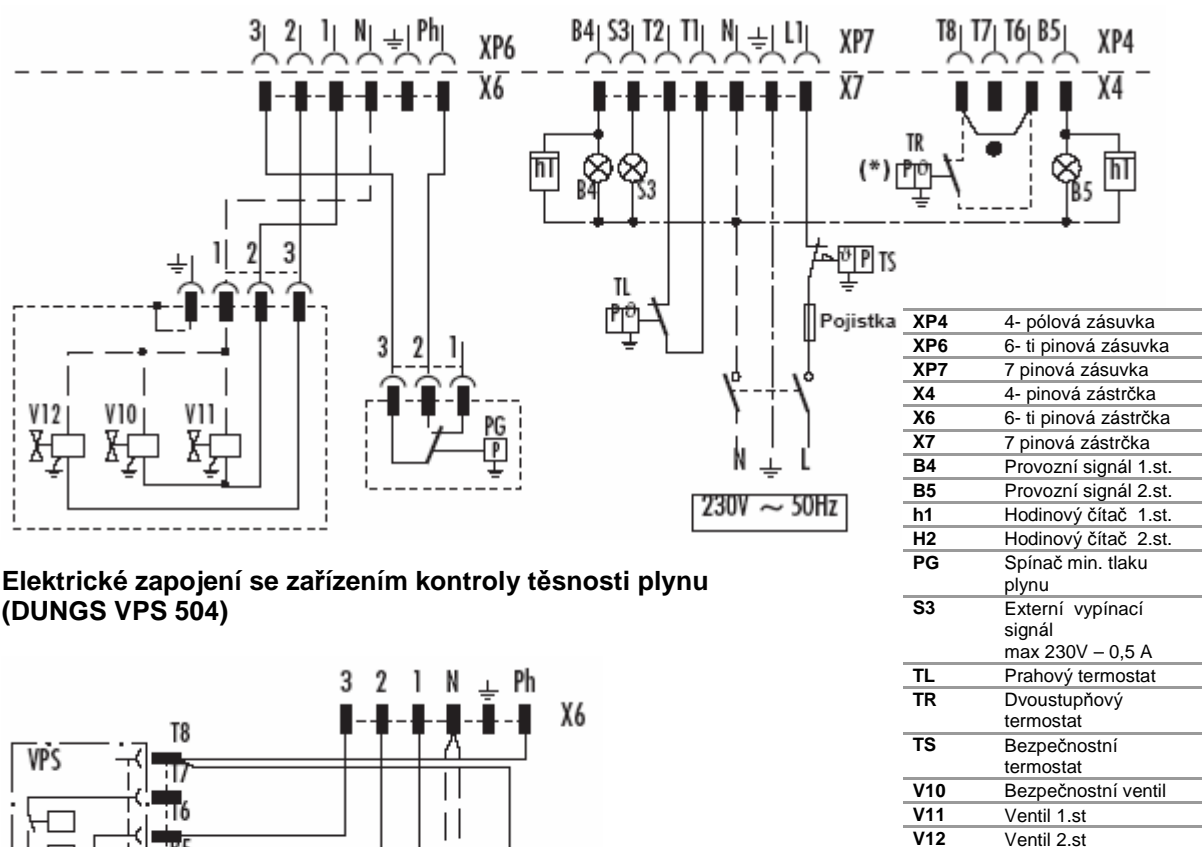 3 2 1 N Ph XP6
X6
B4 S3 T2 T1 N L1 XP7
X7
T8 T7 T6 B5 XP4
X4
h1 B4 S3
TR
(*) P
B5 h1
P TS
TL
P
Pojistka
1 2 3
3 2 1
V12 V10 V11
PG
P
N L
230V ~ 50Hz
Elektrické zapojení se zařízením kontroly těsnosti plynu
(DUNGS VPS 504)
3 2 1 N Ph
X6
VPS
T8
T7
T6
B5
XP4 4- pólová zásuvka
XP6 6- ti pinová zásuvka
XP7 7 pinová zásuvka
X4 4- pinová zástrčka
X6 6- ti pinová zástrčka
X7 7 pinová zástrčka
B4 Provozní signál 1.st.
B5 Provozní signál 2.st.
h1 Hodinový čítač 1.st.
H2 Hodinový čítač 2.st.
PG Spínač min. tlaku
plynu
S3 Externí vypínací
signál
max 230V – 0,5 A
TL Prahový termostat
TR Dvoustupňový
termostat
TS Bezpečnostní
termostat
V10 Bezpečnostní ventil
V11 Ventil 1.st
V12 Ventil 2.st